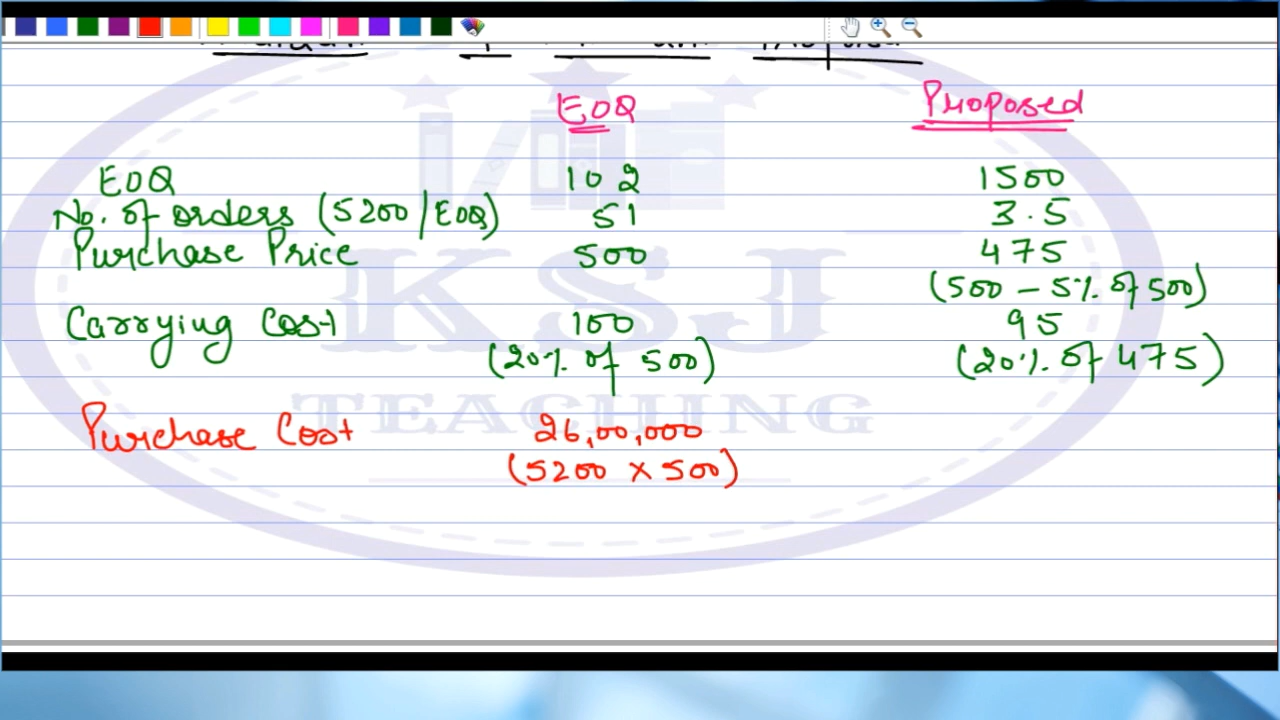 EOQ Proposed
EOQ 102 1500
No. of orders (5200/EOQ) 51 3.5
Purchase Price 500 475
(500 - 5% of 500)
Carrying Cost 100 95
(20% of 500) (20% of 475)
Purchase Cost 26,00,000
(5200 × 500)
KSJ
TEACHING